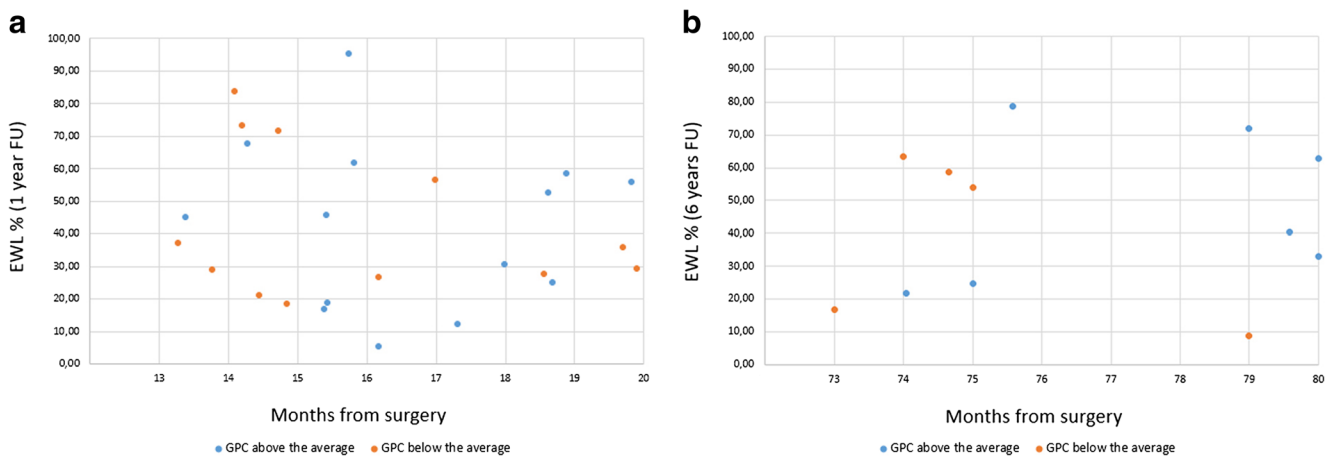 a
EWL % (1 year FU)
100,00
90,00
80,00
70,00
60,00
50,00
40,00
30,00
20,00
10,00
0,00
13 14 15 16 17 18 19 20
Months from surgery
GPC above the average GPC below the average
b
EWL % (6 years FU)
100,00
90,00
80,00
70,00
60,00
50,00
40,00
30,00
20,00
10,00
0,00
73 74 75 76 77 78 79 80
Months from surgery
GPC above the average GPC below the average